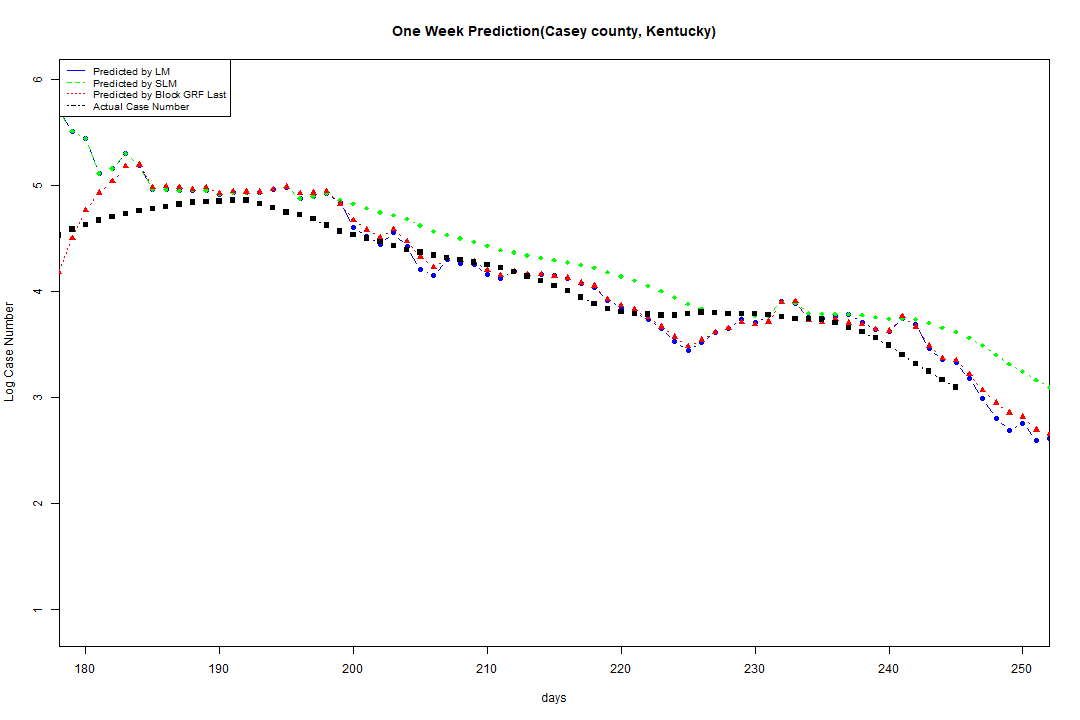 One Week Prediction(Casey county, Kentucky)
Predicted by LM
Predicted by SLM
Predicted by Block GRF Last
Actual Case Number
6
5
4
3
2
1
Log Case Number
180 190 200 210 220 230 240 250
days